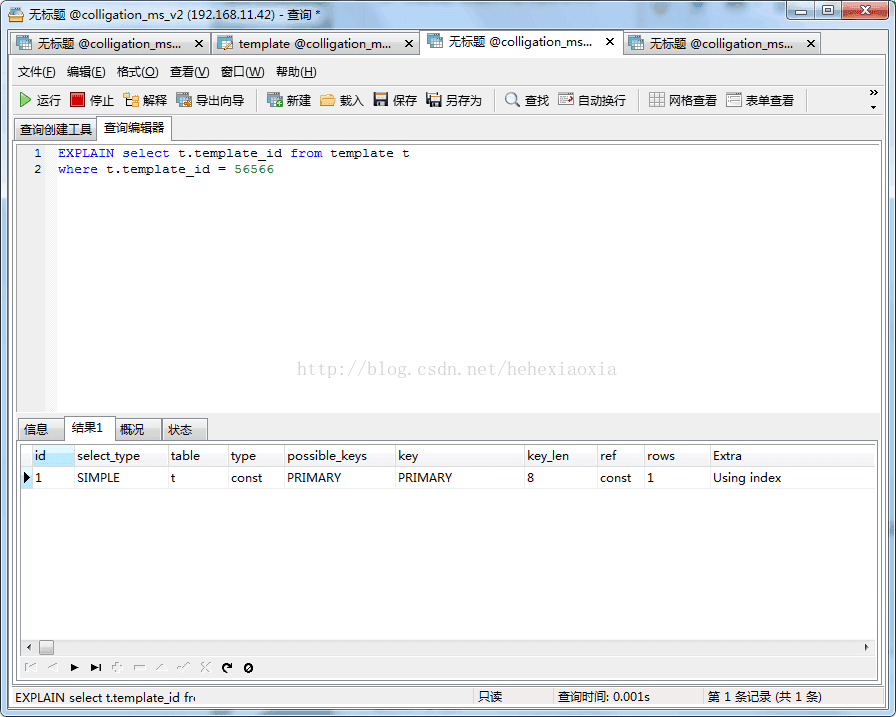 无标题 @colligation_ms_v2 (192.168.11.42) - 查询 *
无标题 @colligation_ms... template @colligation_m... 无标题 @colligation_ms... 无标题 @colligation_ms...
文件(F) 编辑(E) 格式(O) 查看(V) 窗口(W) 帮助(H)
运行 停止 解释 导出向导 新建 载入 保存 另存为 查找 自动换行 网格查看 表单查看
查询创建工具 查询编辑器
1 EXPLAIN select t.template_id from template t
2 where t.template_id = 56566
http://blog.csdn.net/hehexiaoxia
信息 结果1 概况 状态
id select_type table type possible_keys key key_len ref rows Extra
1 SIMPLE t const PRIMARY PRIMARY 8 const 1 Using index
EXPLAIN select t.template_id fr 只读 查询时间: 0.001s 第 1 条记录 (共 1 条)